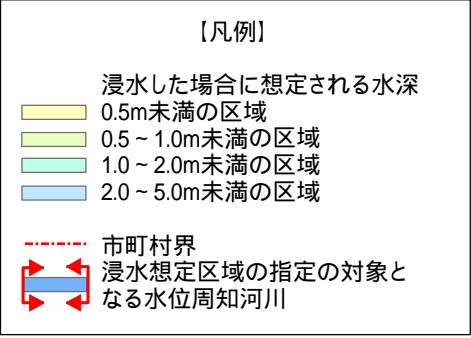 【凡例】
浸水した場合に想定される水深
0.5m未満の区域
0.5~1.0m未満の区域
1.0~2.0m未満の区域
2.0~5.0m未満の区域
市町村界
浸水想定区域の指定の対象と
なる水位周知河川